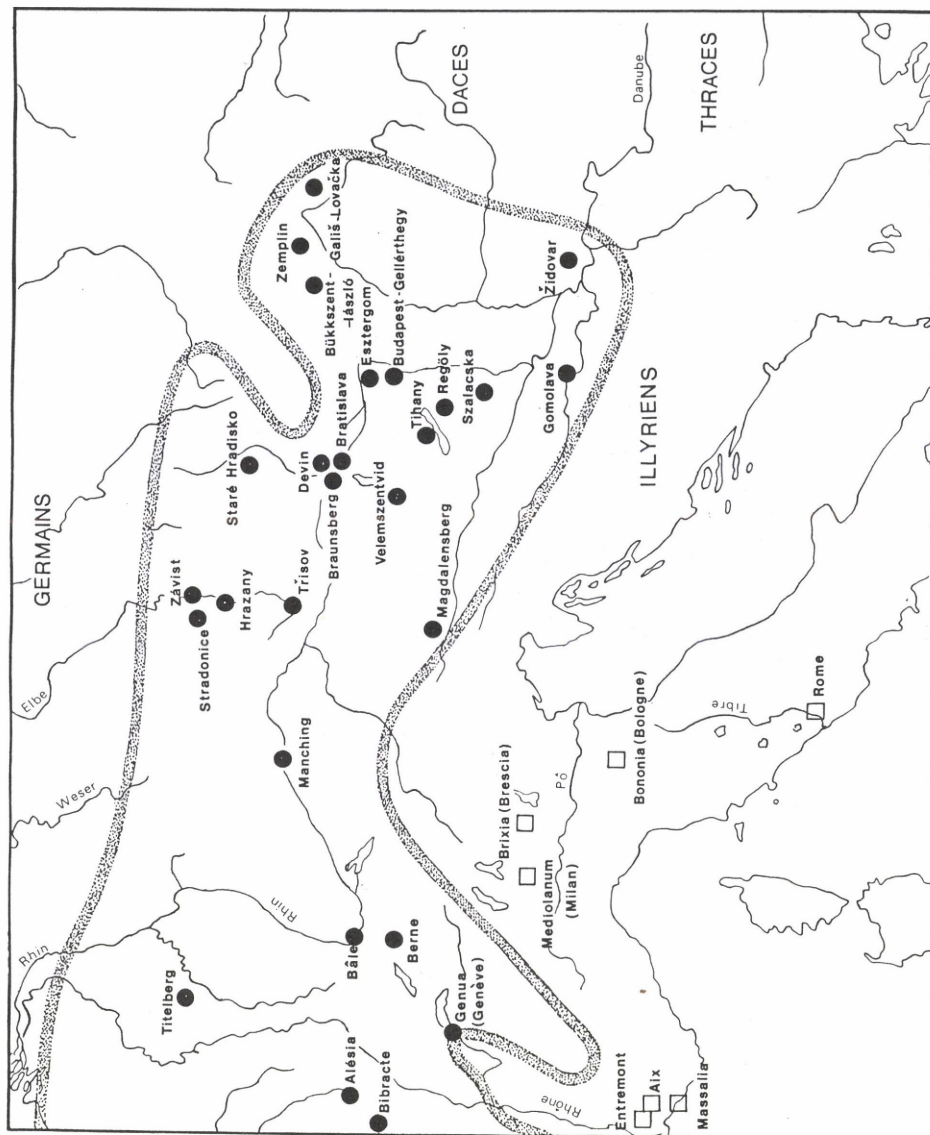 GERMAINS
DACES
THRACES
ILLYRIENS
Elbe
Weser
Rhin
Rhin
Danube
Rhône
Pô
Tibre
Závist
Stradonice
Hrazany
Třísov
Staré Hradisko
Zemplin
Gališ-Lovačka
Bükkszent-
-lászló
Esztergom
Budapest-Gellérthegy
Devin
Bratislava
Braunsberg
Velemszentvid
Tihany
Regöly
Szalacska
Židovar
Gomolava
Magdalensberg
Manching
Titelberg
Bâle
Berne
Genua
(Genève)
Alésia
Bibracte
Brixia (Brescia)
Mediolanum
(Milan)
Bononia (Bologne)
Rome
Entremont
Aix
Massalia